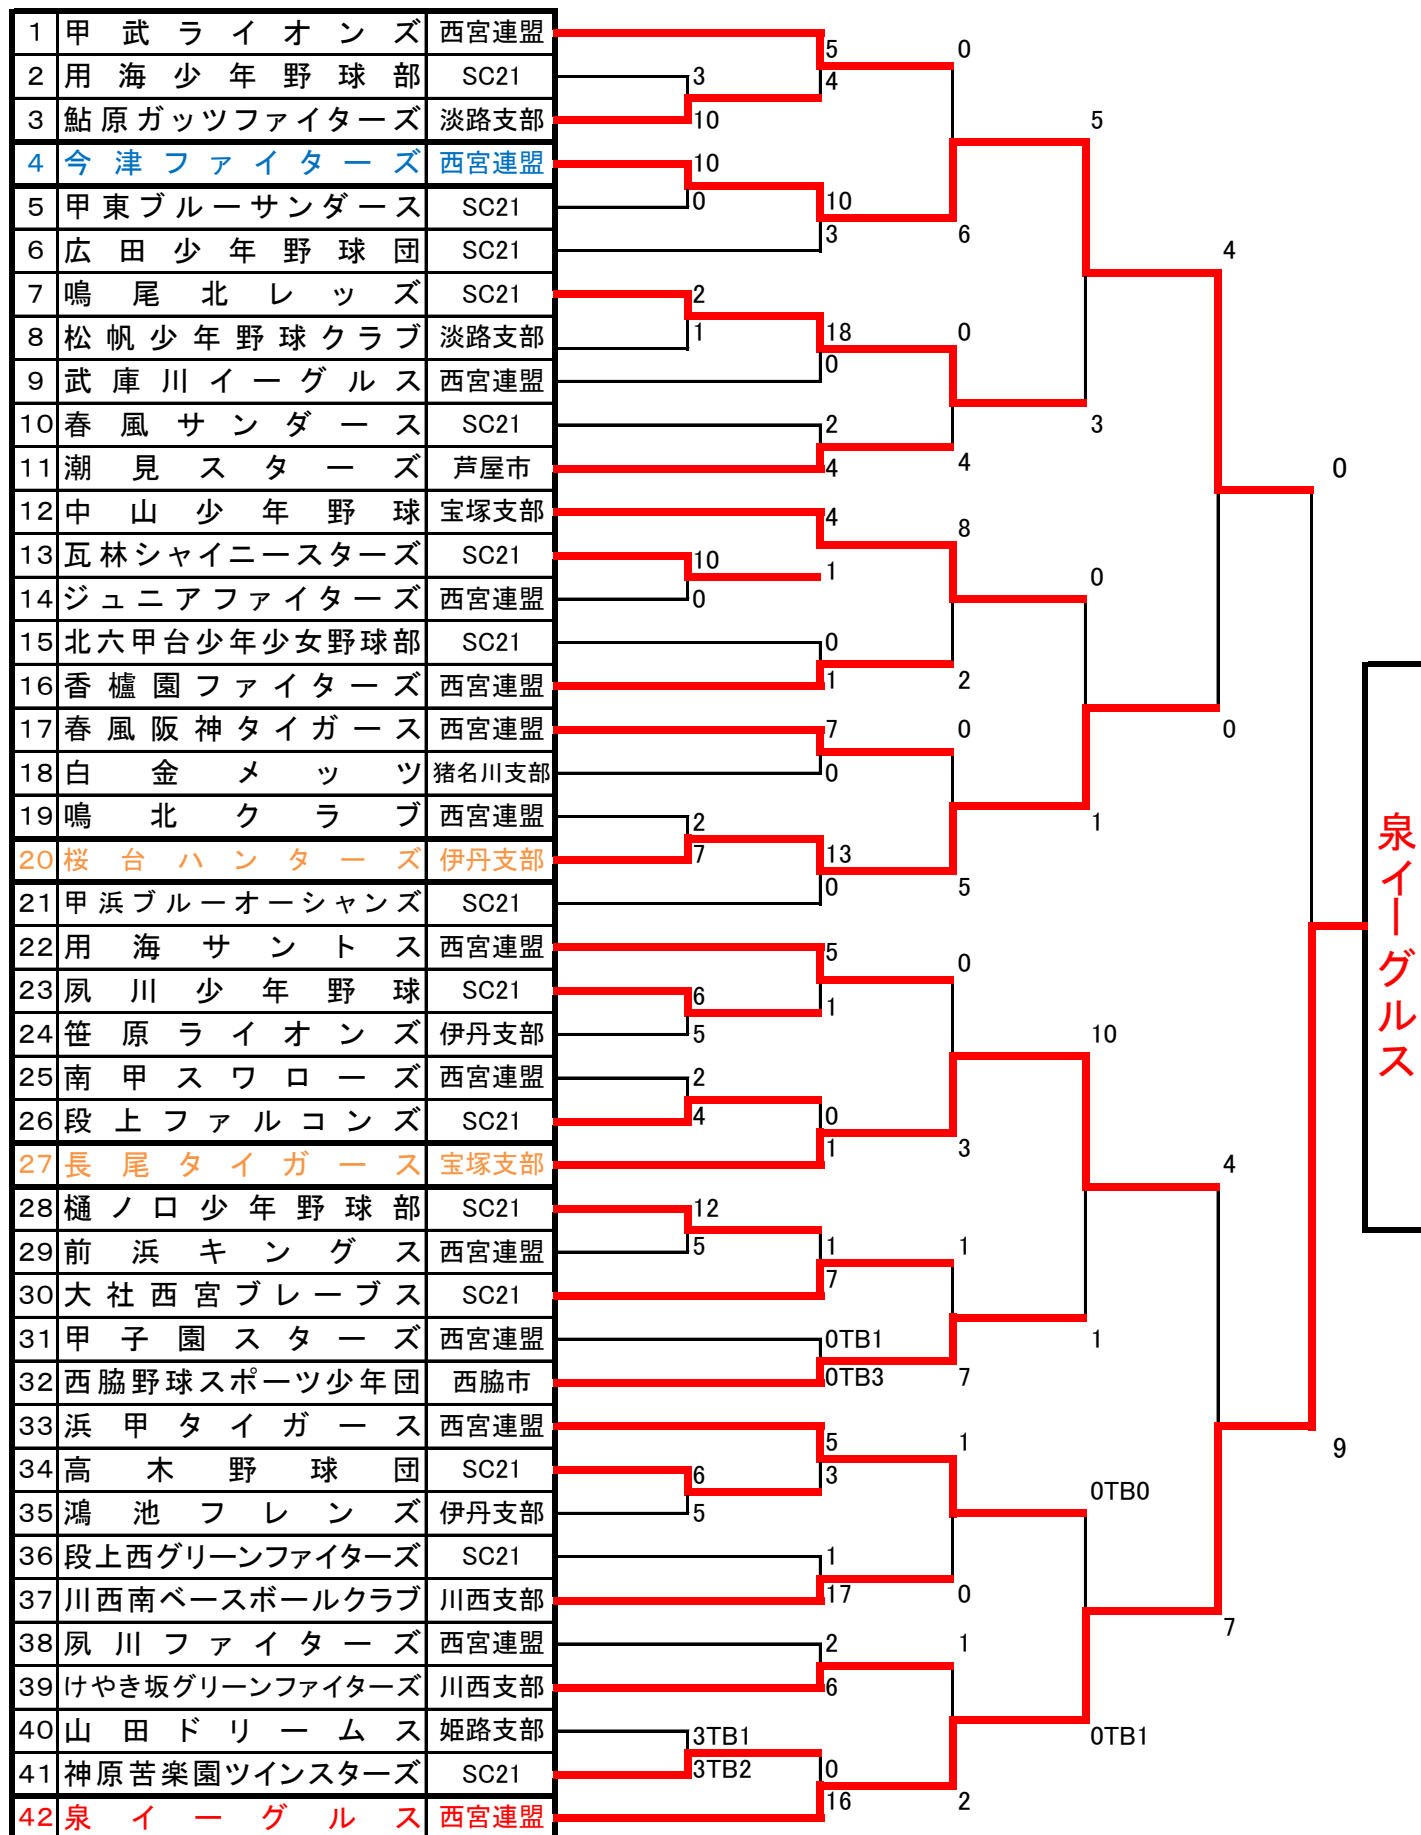 1 甲武ライオンズ 西宮連盟
2 用海少年野球部 SC21
3 鮎原ガッツファイターズ 淡路支部
4 今津ファイターズ 西宮連盟
5 甲東ブルーサンダース SC21
6 広田少年野球団 SC21
7 鳴尾北レッズ SC21
8 松帆少年野球クラブ 淡路支部
9 武庫川イーグルス 西宮連盟
10 春風サンダース SC21
11 潮見スターズ 芦屋市
12 中山少年野球 宝塚支部
13 瓦林シャイニースターズ SC21
14 ジュニアファイターズ 西宮連盟
15 北六甲台少年少女野球部 SC21
16 香櫨園ファイターズ 西宮連盟
17 春風阪神タイガース 西宮連盟
18 白金メッツ 猪名川支部
19 鳴北クラブ 西宮連盟
20 桜台ハンターズ 伊丹支部
21 甲浜ブルーオーシャンズ SC21
22 用海サントス 西宮連盟
23 夙川少年野球 SC21
24 笹原ライオンズ 伊丹支部
25 南甲スワローズ 西宮連盟
26 段上ファルコンズ SC21
27 長尾タイガース 宝塚支部
28 樋ノ口少年野球部 SC21
29 前浜キングス 西宮連盟
30 大社西宮ブレーブス SC21
31 甲子園スターズ 西宮連盟
32 西脇野球スポーツ少年団 西脇市
33 浜甲タイガース 西宮連盟
34 高木野球団 SC21
35 鴻池フレンズ 伊丹支部
36 段上西グリーンファイターズ SC21
37 川西南ベースボールクラブ 川西支部
38 夙川ファイターズ 西宮連盟
39 けやき坂グリーンファイターズ 川西支部
40 山田ドリームス 姫路支部
41 神原苦楽園ツインスターズ SC21
42 泉イーグルス 西宮連盟
3
10
10
0
2
1
10
0
2
7
6
5
2
4
12
5
6
5
3TB1
3TB2
5
4
10
3
18
0
2
4
4
1
0
1
7
0
13
0
5
1
0
1
1
7
0TB1
0TB3
5
3
1
17
2
6
0
16
0
6
0
4
8
2
0
5
0
3
1
7
1
0
1
2
5
3
0
1
10
1
0TB0
0TB1
4
0
4
7
0
9
泉イーグルス